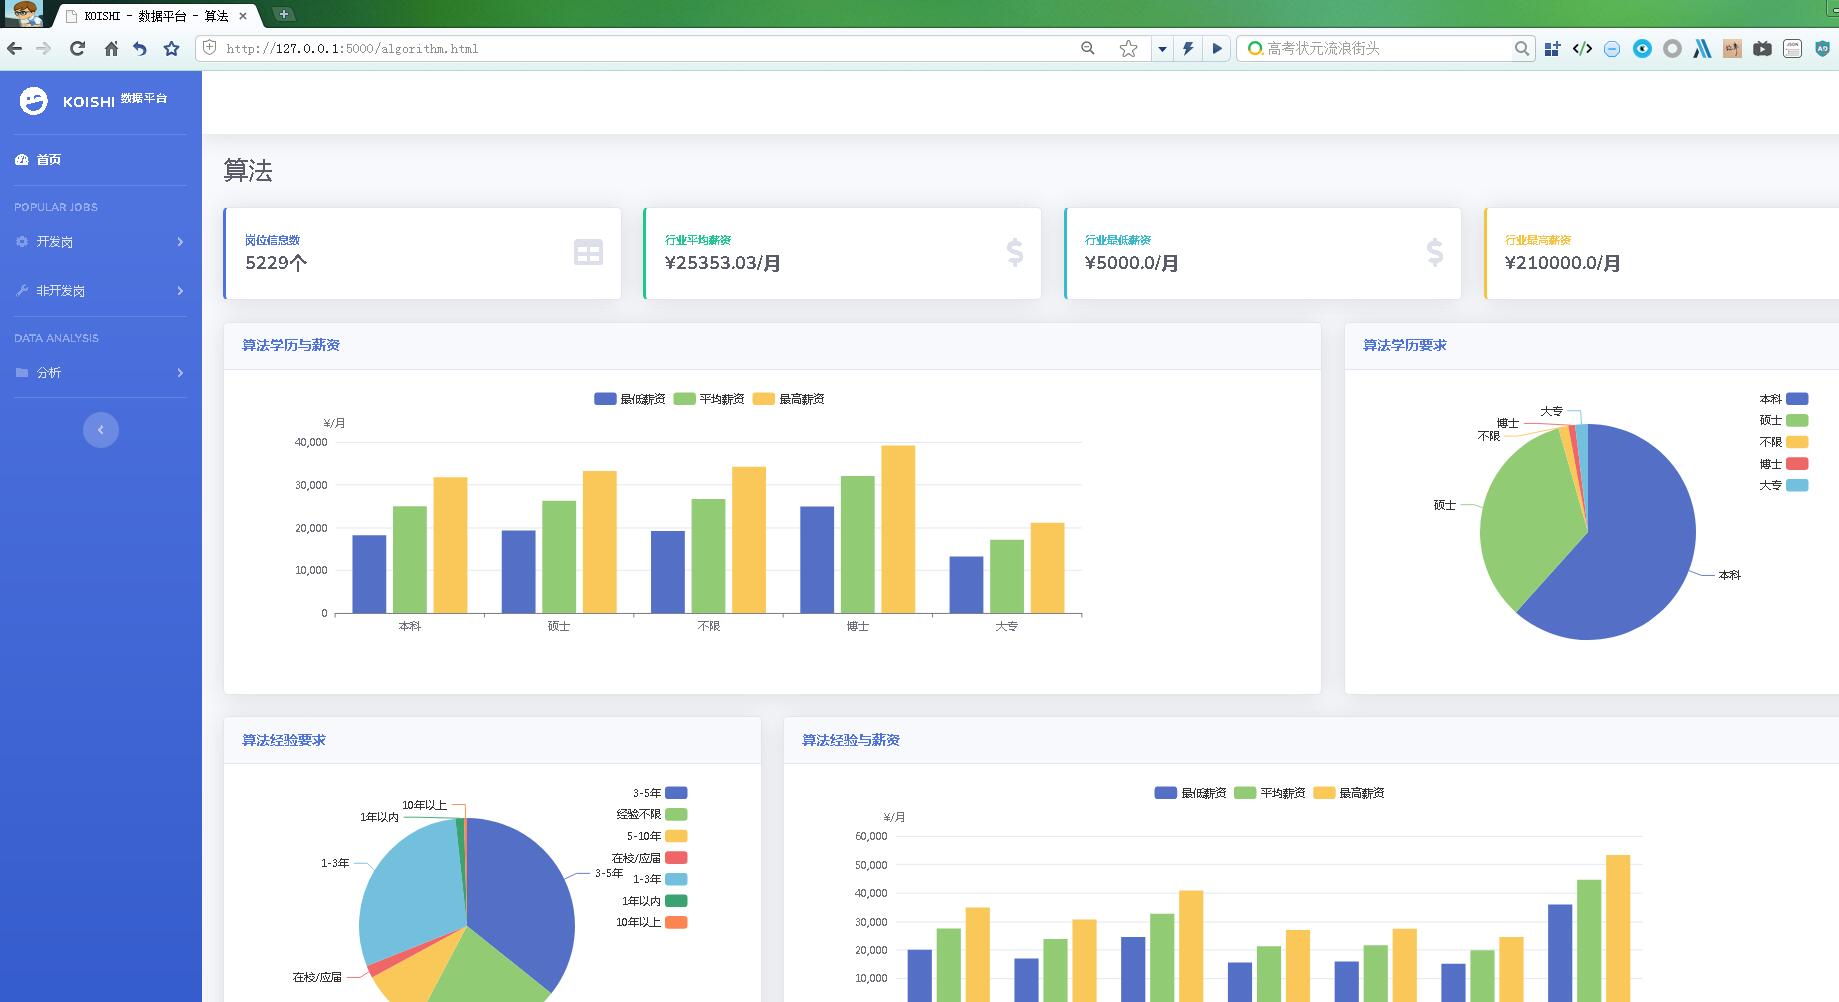 KOISHI - 数据平台 - 算法
http://127.0.0.1:5000/algorithm.html
高考状元流浪街头
KOISHI 数据平台
首页
POPULAR JOBS
开发岗
非开发岗
DATA ANALYSIS
分析
算法
岗位信息数
5229个
行业平均薪资
¥25353.03/月
行业最低薪资
¥5000.0/月
行业最高薪资
¥210000.0/月
算法学历与薪资
最低薪资 平均薪资 最高薪资
¥/月
40,000
30,000
20,000
10,000
0
本科 硕士 不限 博士 大专
算法学历要求
本科
硕士
不限
博士
大专
大专
博士
不限
硕士
本科
算法经验要求
3-5年
经验不限
5-10年
在校/应届
1-3年
1年以内
10年以上
10年以上
1年以内
1-3年
3-5年
在校/应届
算法经验与薪资
最低薪资 平均薪资 最高薪资
¥/月
60,000
50,000
40,000
30,000
20,000
10,000